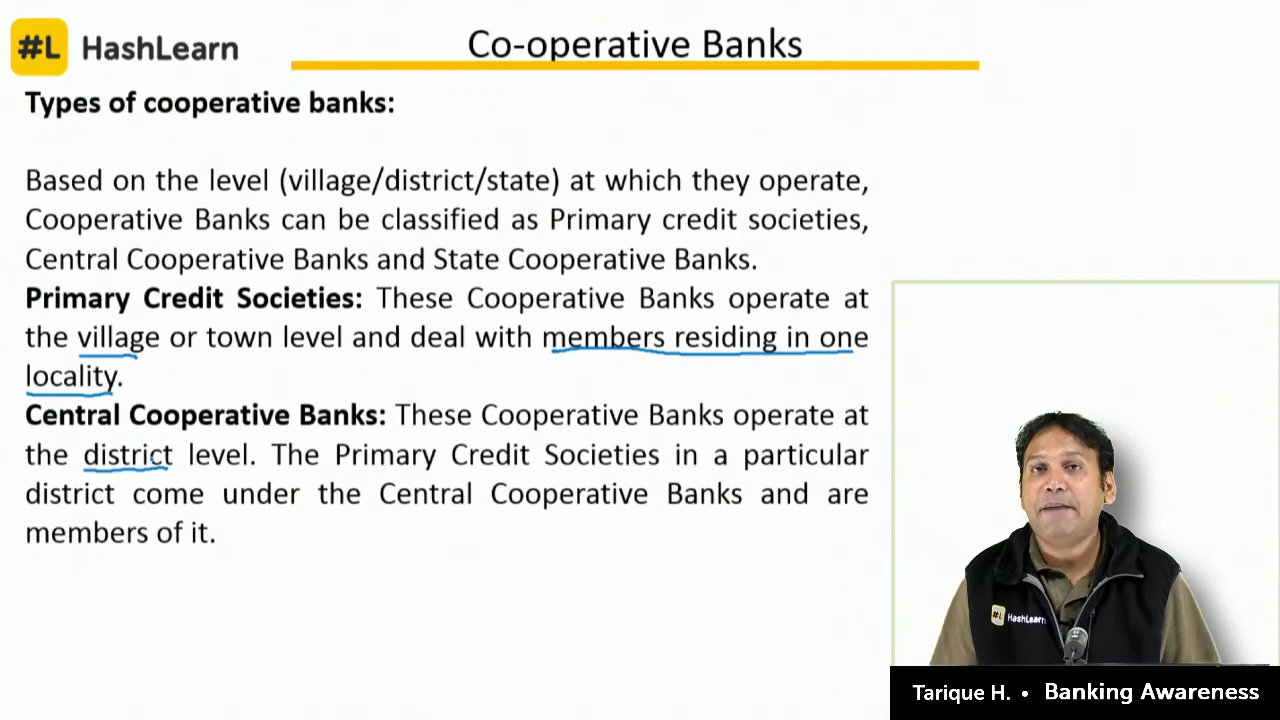 #L HashLearn
Co-operative Banks
Types of cooperative banks:
Based on the level (village/district/state) at which they operate,
Cooperative Banks can be classified as Primary credit societies,
Central Cooperative Banks and State Cooperative Banks.
Primary Credit Societies: These Cooperative Banks operate at
the village or town level and deal with members residing in one
locality.
Central Cooperative Banks: These Cooperative Banks operate at
the district level. The Primary Credit Societies in a particular
district come under the Central Cooperative Banks and are
members of it.
#L HashLearn
Tarique H. • Banking Awareness